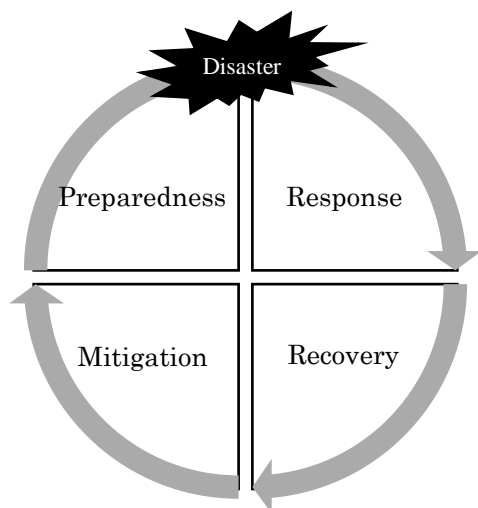 Disaster
Preparedness
Response
Mitigation
Recovery